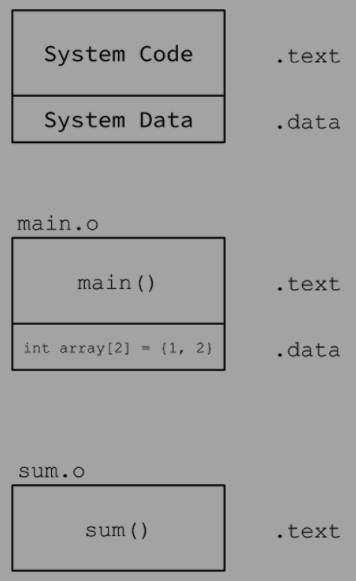 System Code .text
System Data .data
main.o
main() .text
int array[2] = {1, 2} .data
sum.o
sum() .text